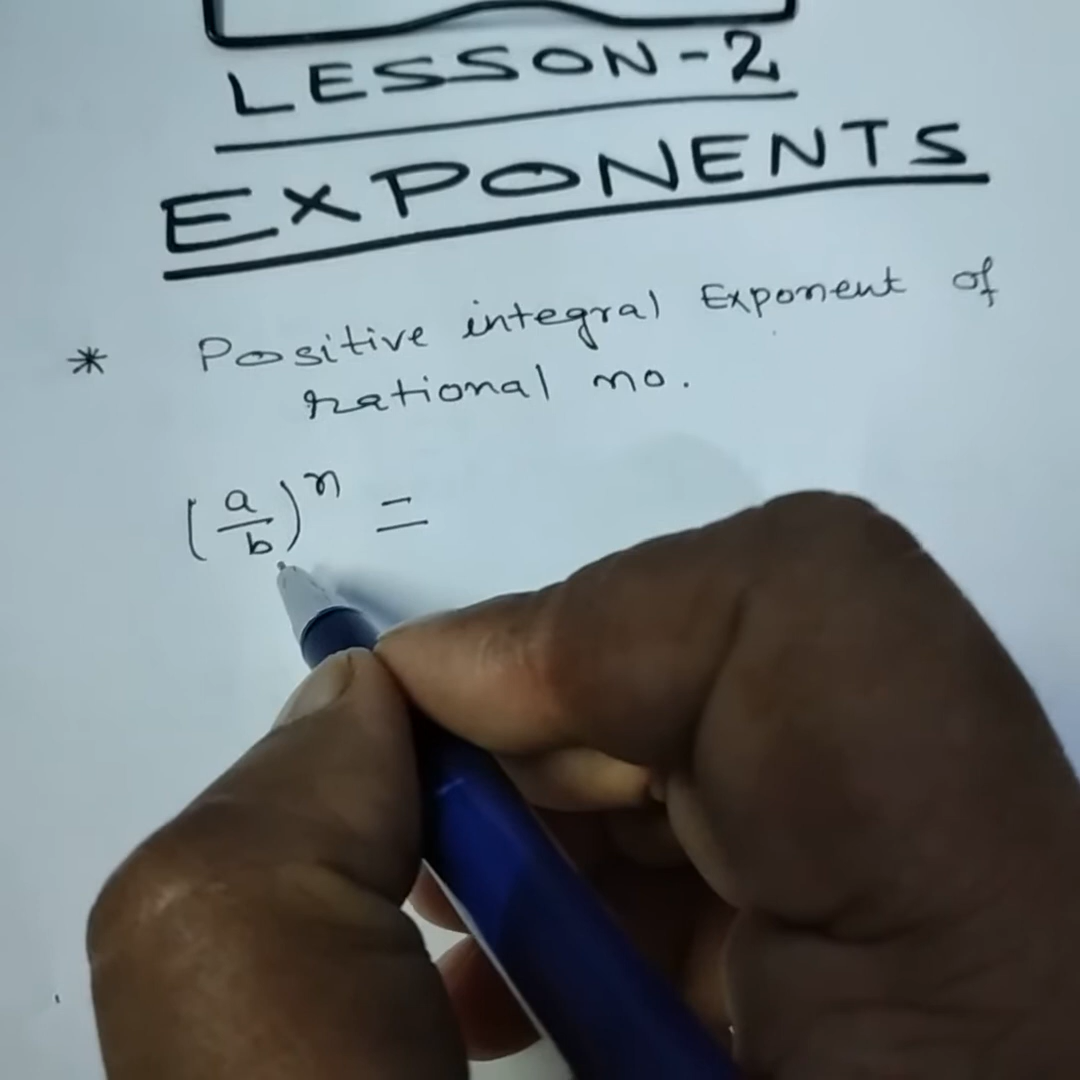 LESSON-2
EXPONENTS
* Positive integral Exponent of
rational no.
(a/b)^n =